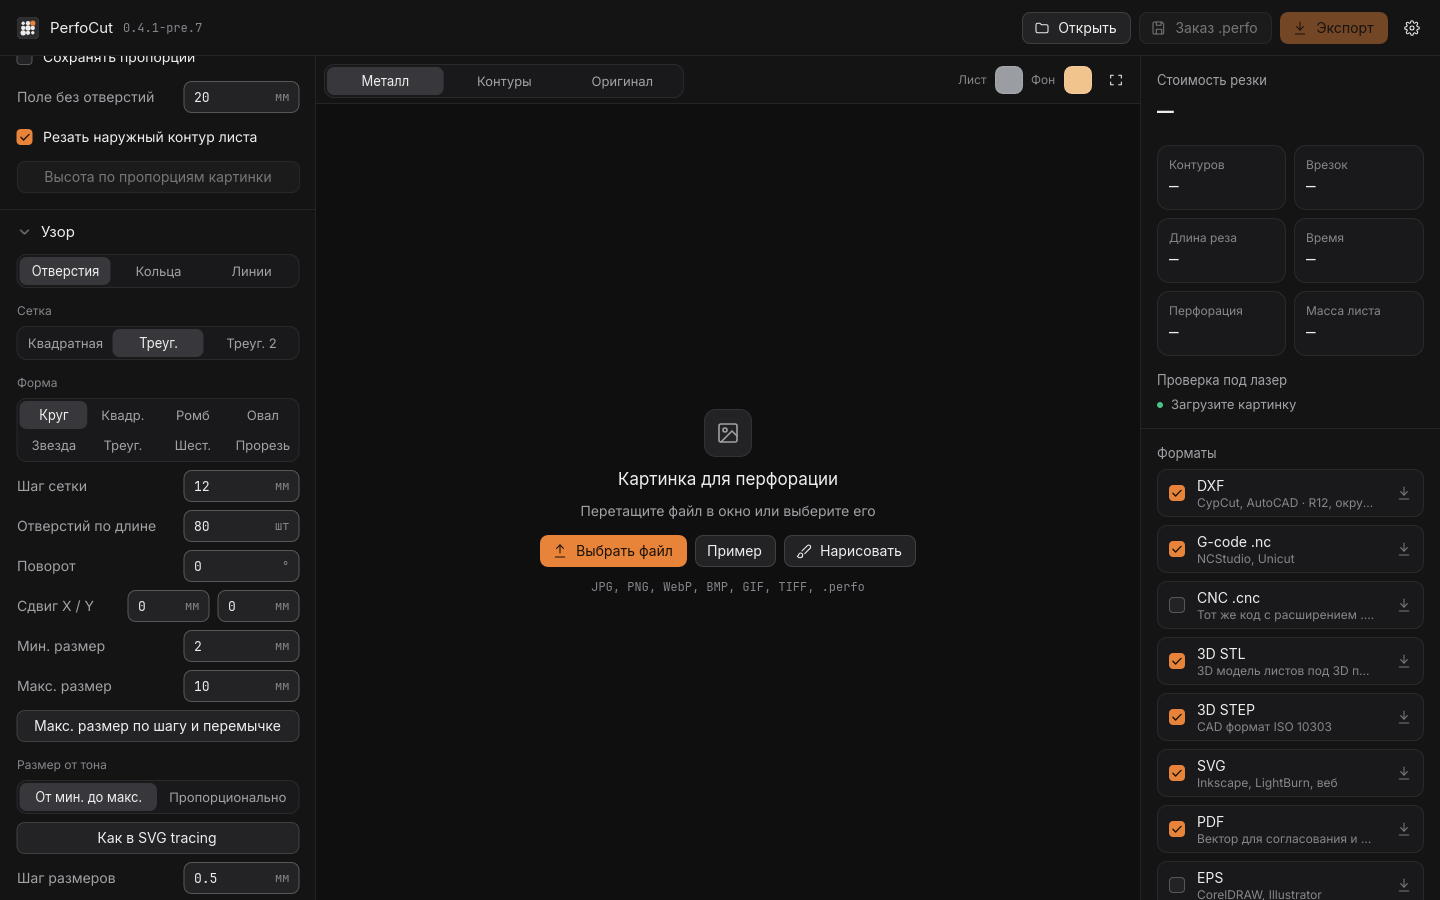 PerfoCut 0.4.1-pre.7
Открыть
Заказ .perfo
Экспорт
Сохранять пропорции
Поле без отверстий 20 мм
Резать наружный контур листа
Высота по пропорциям картинки
Узор
Отверстия Кольца Линии
Сетка
Квадратная Треуг. Треуг. 2
Форма
Круг Квадр. Ромб Овал
Звезда Треуг. Шест. Прорезь
Шаг сетки 12 мм
Отверстий по длине 80 шт
Поворот 0 °
Сдвиг X / Y 0 мм 0 мм
Мин. размер 2 мм
Макс. размер 10 мм
Макс. размер по шагу и перемычке
Размер от тона
От мин. до макс. Пропорционально
Как в SVG tracing
Шаг размеров 0.5 мм
Металл Контуры Оригинал
Лист Фон
Картинка для перфорации
Перетащите файл в окно или выберите его
Выбрать файл Пример Нарисовать
JPG, PNG, WebP, BMP, GIF, TIFF, .perfo
Стоимость резки
—
Контуров Врезок
— —
Длина реза Время
— —
Перфорация Масса листа
— —
Проверка под лазер
Загрузите картинку
Форматы
DXF
CypCut, AutoCAD · R12, окру...
G-code .nc
NCStudio, Unicut
CNC .cnc
Тот же код с расширением ....
3D STL
3D модель листов под 3D п...
3D STEP
CAD формат ISO 10303
SVG
Inkscape, LightBurn, веб
PDF
Вектор для согласования и ...
EPS
CorelDRAW, Illustrator